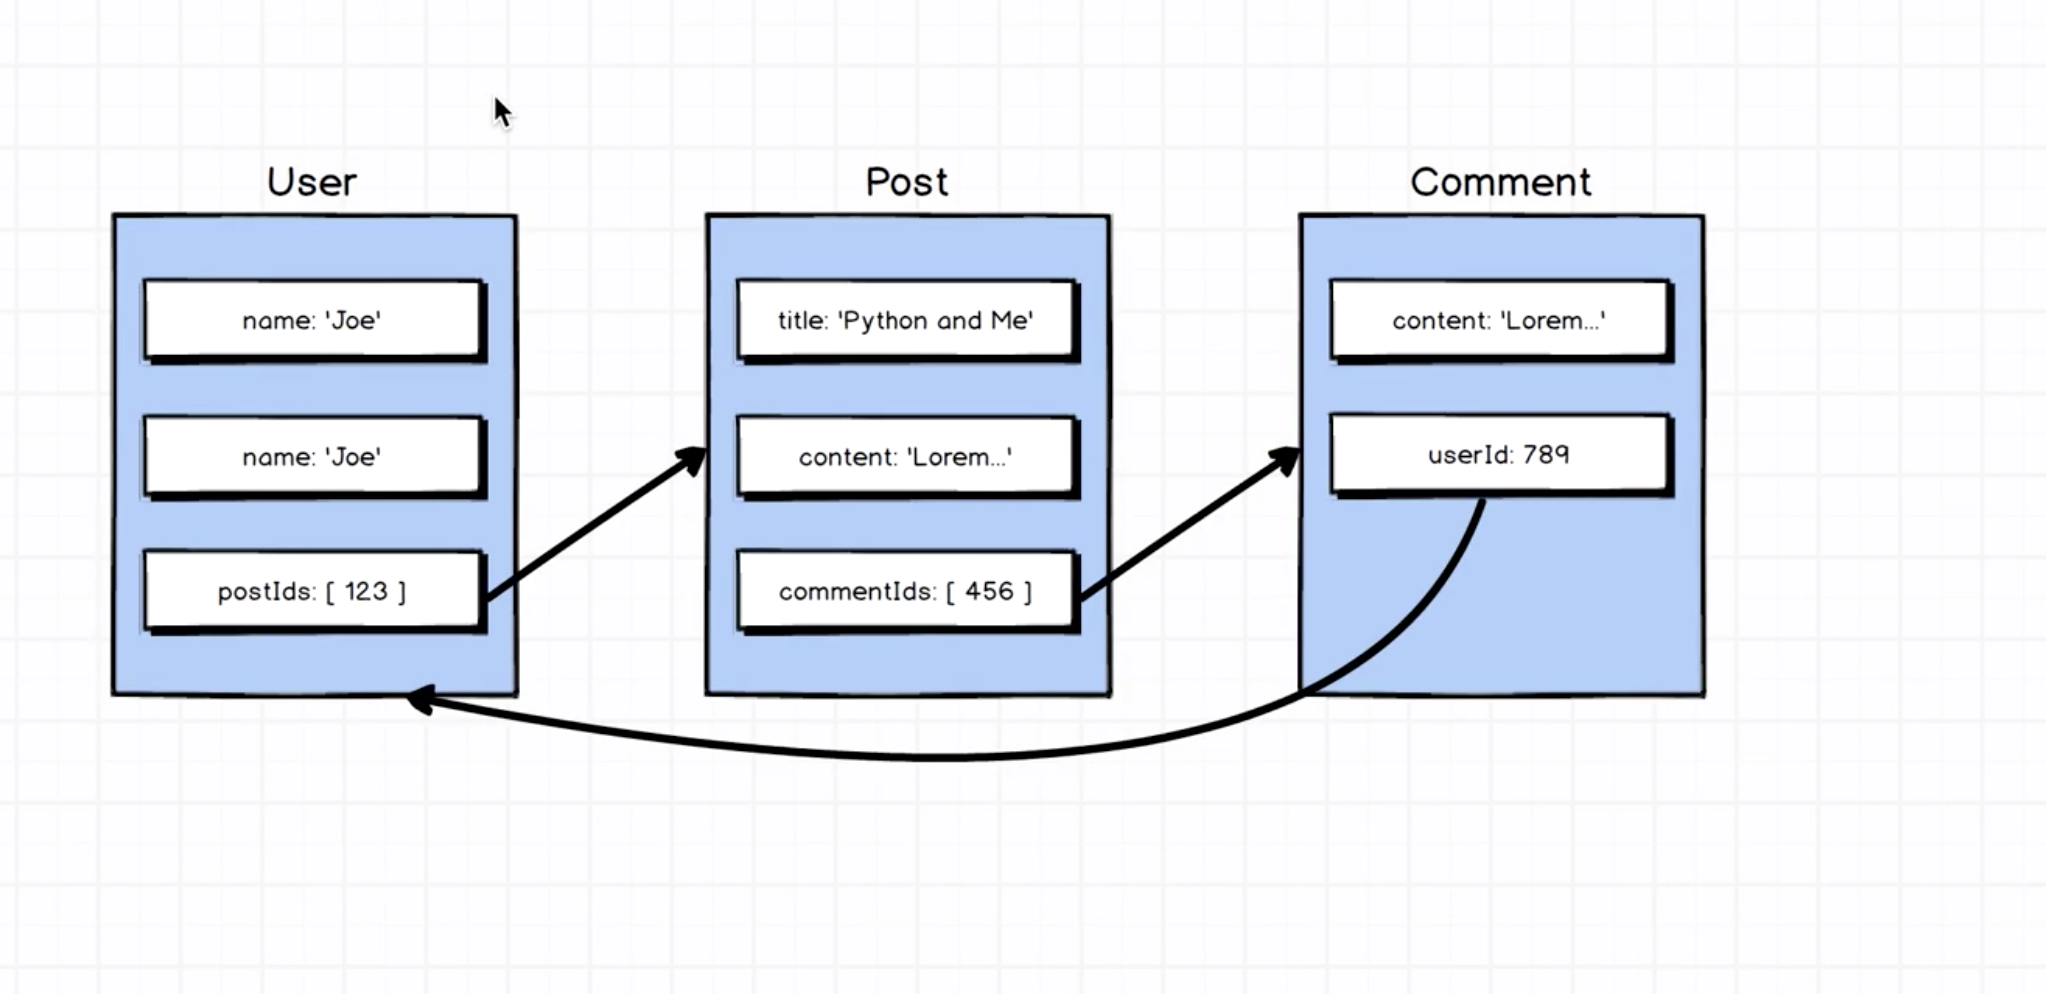 User
name: 'Joe'
name: 'Joe'
postIds: [ 123 ]
Post
title: 'Python and Me'
content: 'Lorem...'
commentIds: [ 456 ]
Comment
content: 'Lorem...'
userId: 789